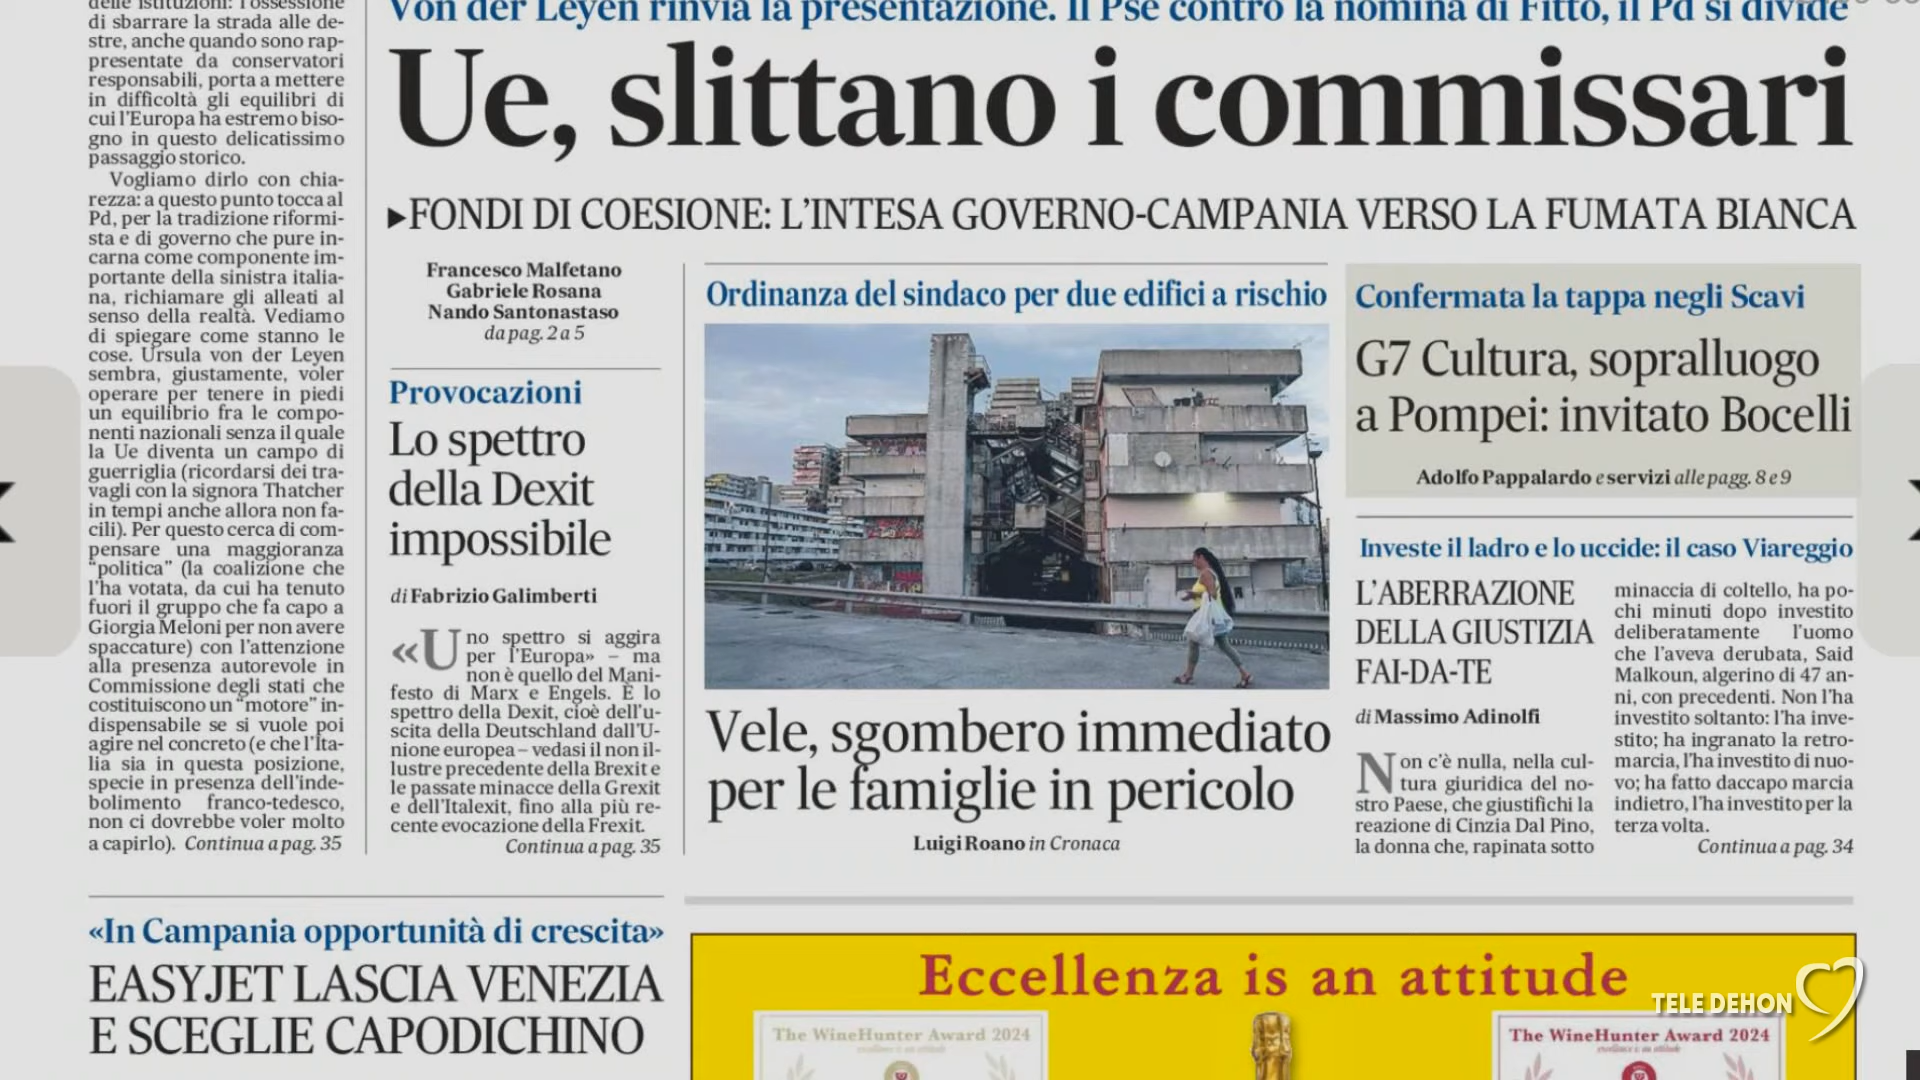 delle istituzioni: l'ossessione
di sbarrare la strada alle de-
stre, anche quando sono rap-
presentate da conservatori
responsabili, porta a mettere
in difficoltà gli equilibri di
cui l'Europa ha estremo biso-
gno in questo delicatissimo
passaggio storico.
Vogliamo dirlo con chia-
rezza: a questo punto tocca al
Pd, per la tradizione riformi-
sta e di governo che pure in-
carna come componente im-
portante della sinistra italia-
na, richiamare gli alleati al
senso della realtà. Vediamo
di spiegare come stanno le
cose. Ursula von der Leyen
sembra, giustamente, voler
operare per tenere in piedi
un equilibrio fra le compo-
nenti nazionali senza il quale
la Ue diventa un campo di
guerriglia (ricordarsi dei tra-
vagli con la signora Thatcher
in tempi anche allora non fa-
cili). Per questo cerca di com-
pensare una maggioranza
"politica" (la coalizione che
l'ha votata, da cui ha tenuto
fuori il gruppo che fa capo a
Giorgia Meloni per non avere
spaccature) con l'attenzione
alla presenza autorevole in
Commissione degli stati che
costituiscono un "motore" in-
dispensabile se si vuole poi
agire nel concreto (e che l'Ita-
lia sia in questa posizione,
specie in presenza dell'inde-
bolimento franco-tedesco,
non ci dovrebbe voler molto
a capirlo). Continua a pag. 35
Von der Leyen rinvia la presentazione. Il Pse contro la nomina di Fitto, il Pd si divide
Ue, slittano i commissari
▸FONDI DI COESIONE: L'INTESA GOVERNO-CAMPANIA VERSO LA FUMATA BIANCA
Francesco Malfetano
Gabriele Rosana
Nando Santonastaso
da pag. 2 a 5
Provocazioni
Lo spettro
della Dexit
impossibile
di Fabrizio Galimberti
«Uno spettro si aggira
per l'Europa» – ma
non è quello del Mani-
festo di Marx e Engels. È lo
spettro della Dexit, cioè dell'u-
scita della Deutschland dall'U-
nione europea – vedasi il non il-
lustre precedente della Brexit e
le passate minacce della Grexit
e dell'Italexit, fino alla più re-
cente evocazione della Frexit.
Continua a pag. 35
Ordinanza del sindaco per due edifici a rischio
Vele, sgombero immediato
per le famiglie in pericolo
Luigi Roano in Cronaca
Confermata la tappa negli Scavi
G7 Cultura, sopralluogo
a Pompei: invitato Bocelli
Adolfo Pappalardo e servizi alle pagg. 8 e 9
Investe il ladro e lo uccide: il caso Viareggio
L'ABERRAZIONE
DELLA GIUSTIZIA
FAI-DA-TE
di Massimo Adinolfi
Non c'è nulla, nella cul-
tura giuridica del no-
stro Paese, che giustifichi la
reazione di Cinzia Dal Pino,
la donna che, rapinata sotto
minaccia di coltello, ha po-
chi minuti dopo investito
deliberatamente l'uomo
che l'aveva derubata, Said
Malkoun, algerino di 47 an-
ni, con precedenti. Non l'ha
investito soltanto: l'ha inve-
stito; ha ingranato la retro-
marcia, l'ha investito di nuo-
vo; ha fatto daccapo marcia
indietro, l'ha investito per la
terza volta.
Continua a pag. 34
«In Campania opportunità di crescita»
EASYJET LASCIA VENEZIA
E SCEGLIE CAPODICHINO
Eccellenza is an attitude
The WineHunter Award 2024
The WineHunter Award 2024
TELE DEHON